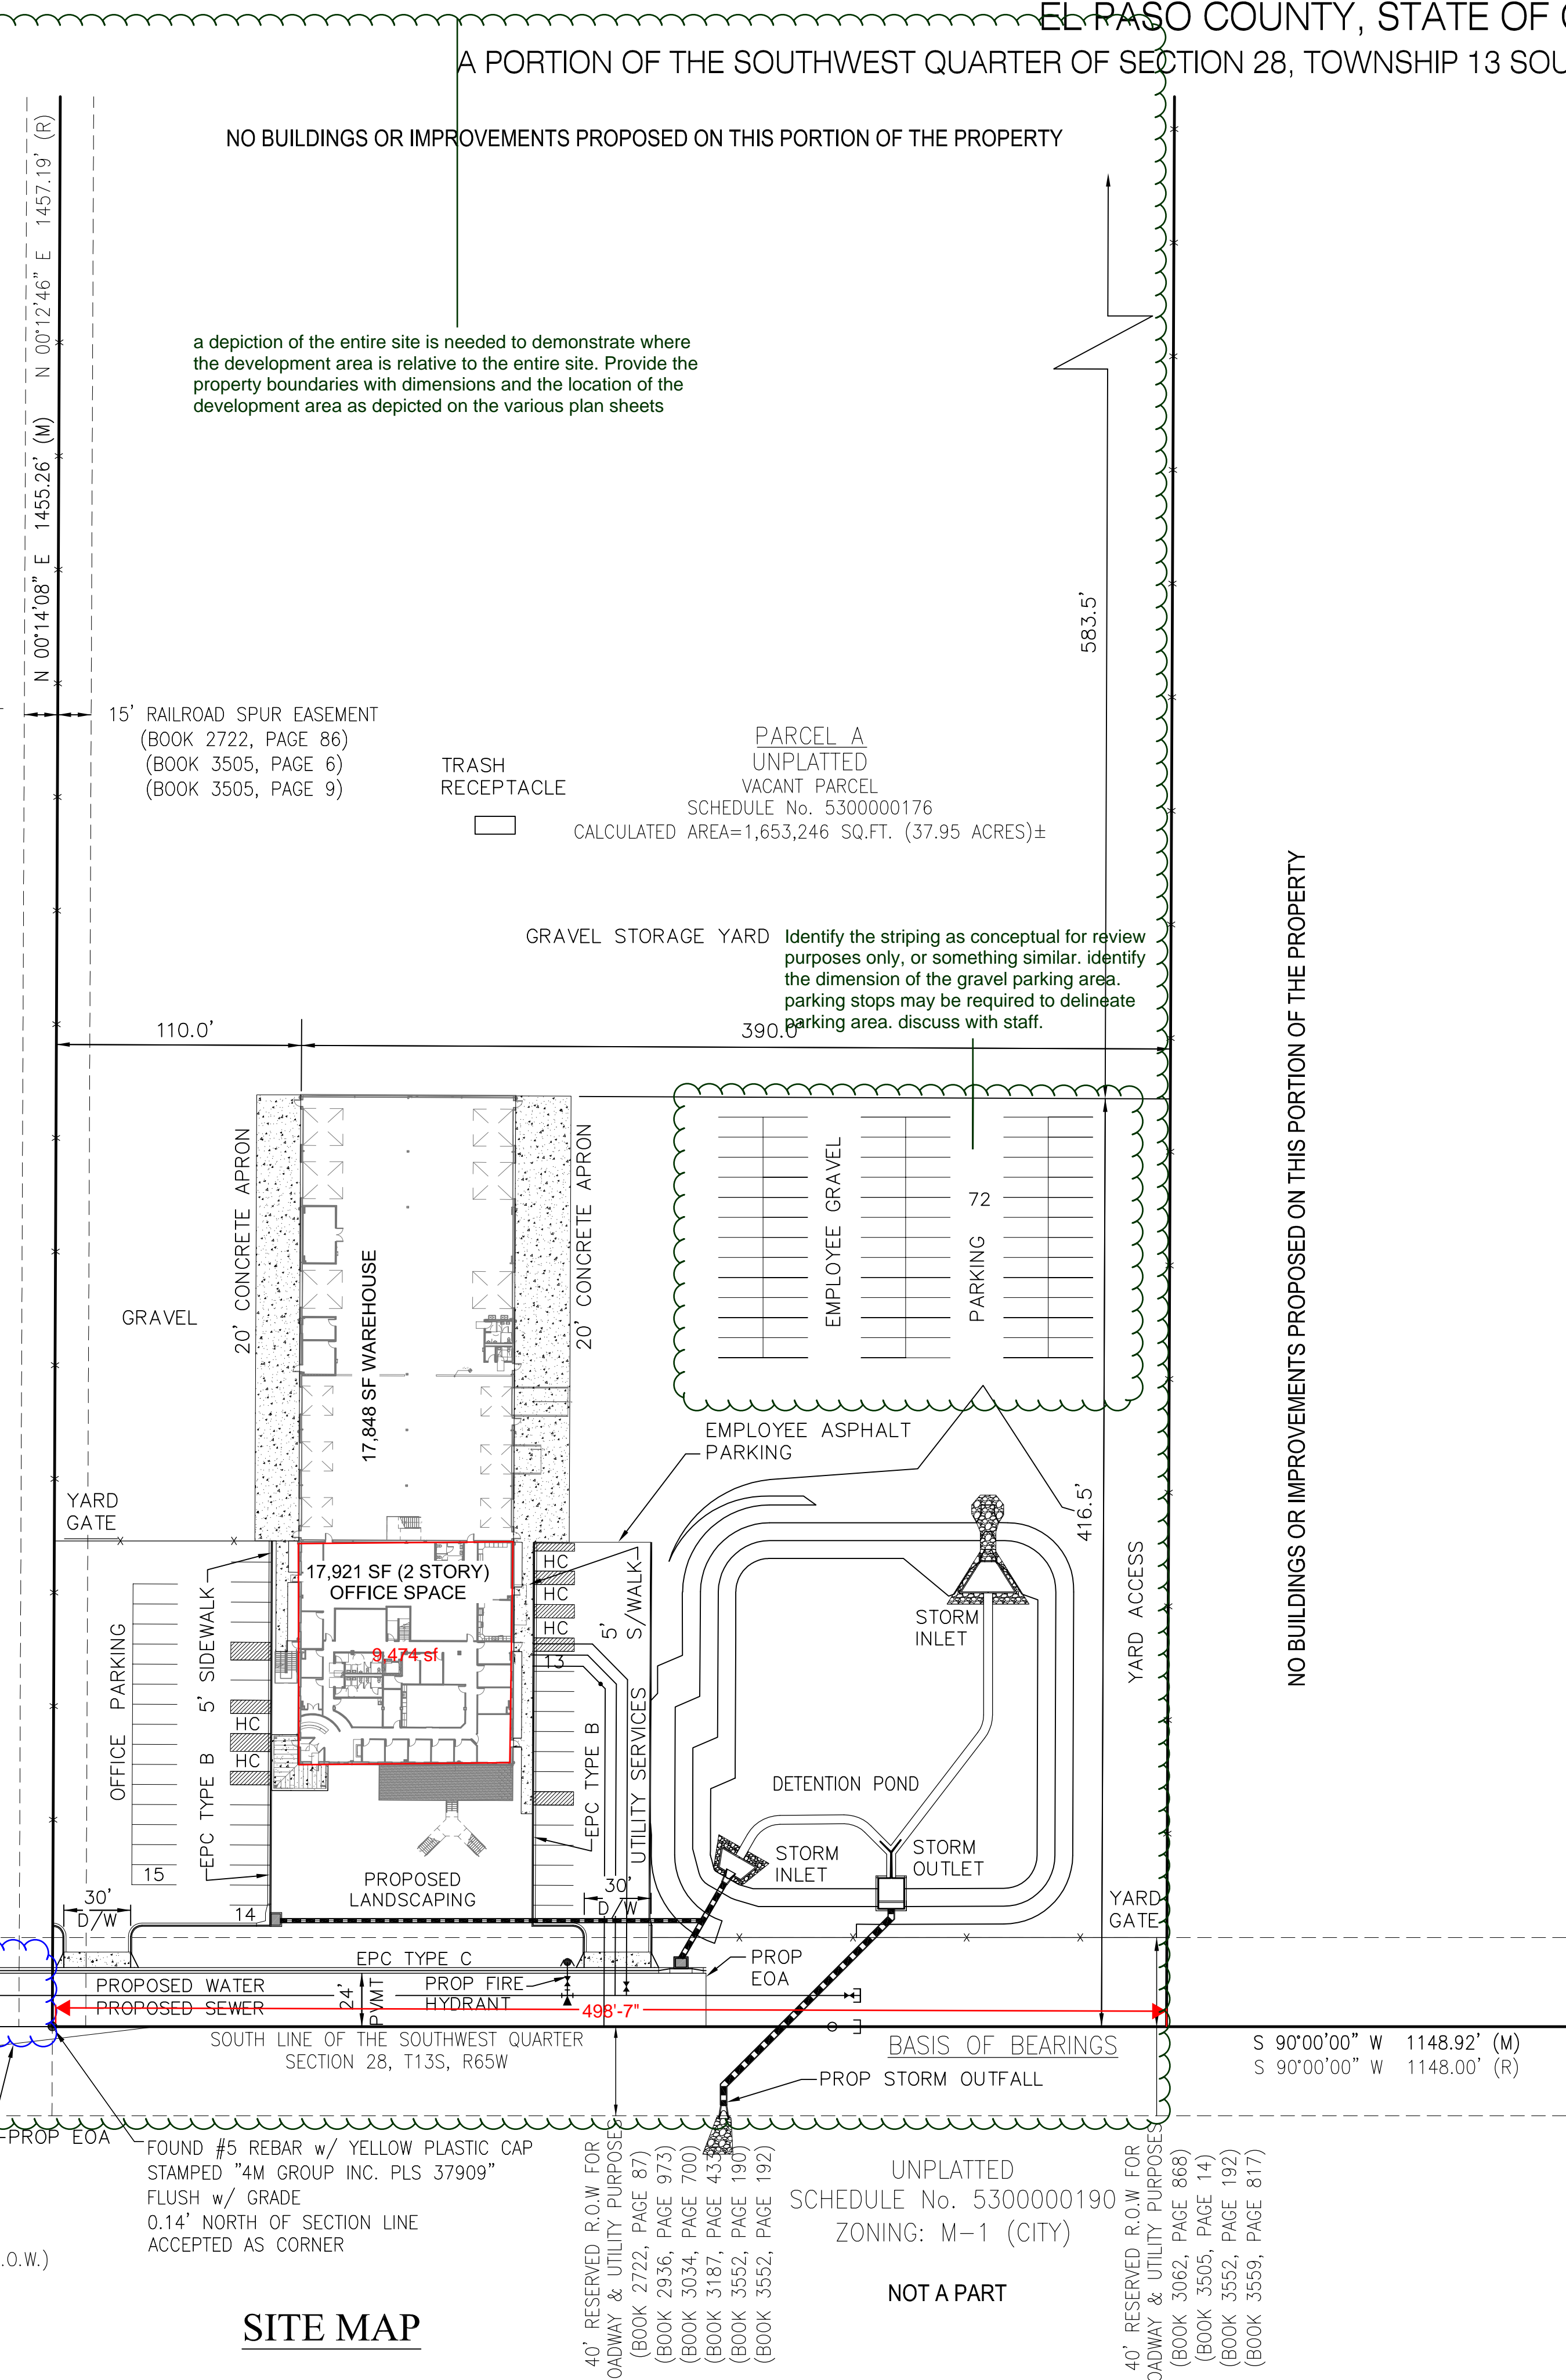 EL PASO COUNTY, STATE OF
A PORTION OF THE SOUTHWEST QUARTER OF SECTION 28, TOWNSHIP 13 SOU
NO BUILDINGS OR IMPROVEMENTS PROPOSED ON THIS PORTION OF THE PROPERTY
N 00°12'46" E 1457.19' (R)
N 00°14'08" E 1455.26' (M)
a depiction of the entire site is needed to demonstrate where
the development area is relative to the entire site. Provide the
property boundaries with dimensions and the location of the
development area as depicted on the various plan sheets
583.5'
15' RAILROAD SPUR EASEMENT
(BOOK 2722, PAGE 86)
(BOOK 3505, PAGE 6)
(BOOK 3505, PAGE 9)
TRASH
RECEPTACLE
PARCEL A
UNPLATTED
VACANT PARCEL
SCHEDULE No. 5300000176
CALCULATED AREA=1,653,246 SQ.FT. (37.95 ACRES)±
NO BUILDINGS OR IMPROVEMENTS PROPOSED ON THIS PORTION OF THE PROPERTY
GRAVEL STORAGE YARD
Identify the striping as conceptual for review
purposes only, or something similar. identify
the dimension of the gravel parking area.
parking stops may be required to delineate
parking area. discuss with staff.
110.0'
390.0'
20' CONCRETE APRON
20' CONCRETE APRON
17,848 SF WAREHOUSE
GRAVEL
EMPLOYEE GRAVEL
PARKING 72
EMPLOYEE ASPHALT
PARKING
416.5'
YARD
GATE
17,921 SF (2 STORY)
OFFICE SPACE
9,474 sf
HC
HC
HC
13
5'
S/WALK
OFFICE PARKING
5' SIDEWALK
EPC TYPE B
HC
HC
15
14
EPC TYPE B
UTILITY SERVICES
STORM
INLET
YARD ACCESS
DETENTION POND
STORM
INLET
STORM
OUTLET
PROPOSED
LANDSCAPING
30'
D/W
30'
D/W
YARD
GATE
EPC TYPE C
PROP
EOA
PROPOSED WATER
PROPOSED SEWER
24'
PVMT
PROP FIRE
HYDRANT
498'-7"
SOUTH LINE OF THE SOUTHWEST QUARTER
SECTION 28, T13S, R65W
BASIS OF BEARINGS
S 90°00'00" W 1148.92' (M)
S 90°00'00" W 1148.00' (R)
PROP STORM OUTFALL
PROP EOA
FOUND #5 REBAR w/ YELLOW PLASTIC CAP
STAMPED "4M GROUP INC. PLS 37909"
FLUSH w/ GRADE
0.14' NORTH OF SECTION LINE
ACCEPTED AS CORNER
.O.W.)
40' RESERVED R.O.W FOR
OADWAY & UTILITY PURPOSES
(BOOK 2722, PAGE 87)
(BOOK 2936, PAGE 973)
(BOOK 3034, PAGE 700)
(BOOK 3187, PAGE 433)
(BOOK 3552, PAGE 190)
(BOOK 3552, PAGE 192)
UNPLATTED
SCHEDULE No. 5300000190
ZONING: M-1 (CITY)
NOT A PART
40' RESERVED R.O.W FOR
OADWAY & UTILITY PURPOSES
(BOOK 3062, PAGE 868)
(BOOK 3505, PAGE 14)
(BOOK 3552, PAGE 192)
(BOOK 3559, PAGE 817)
SITE MAP